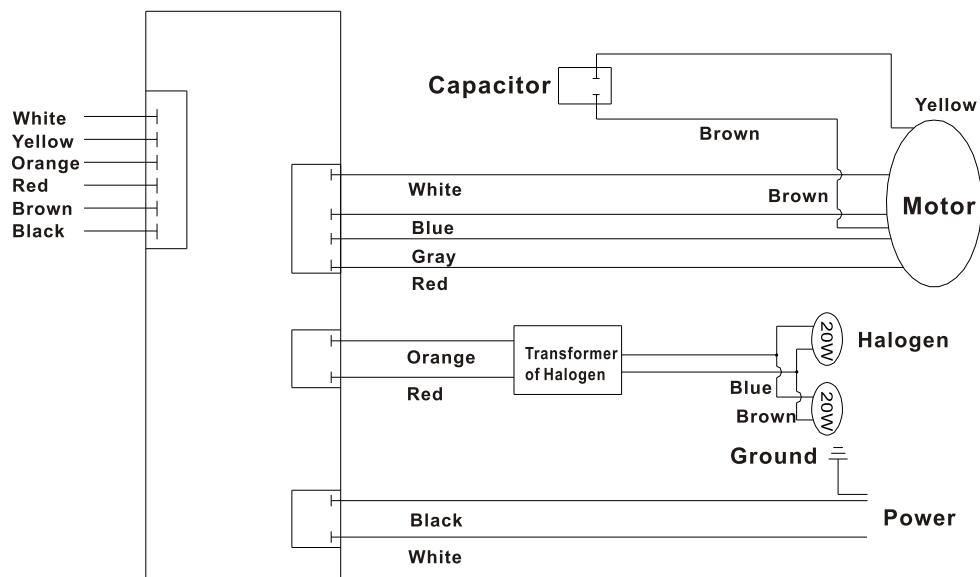 Capacitor
Yellow
White
Yellow
Orange
Red
Brown
Black
Brown
White
Brown
Motor
Blue
Gray
Red
Transformer
of Halogen
Orange
Red
20W
Halogen
Blue
20W
Brown
Ground
Black
Power
White